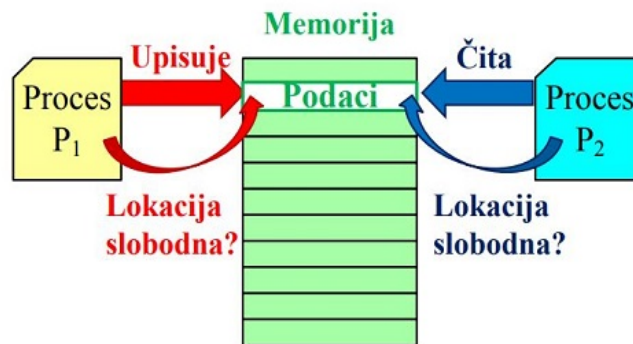 Memorija
Upisuje
Čita
Proces
P₁
Podaci
Proces
P₂
Lokacija
slobodna?
Lokacija
slobodna?